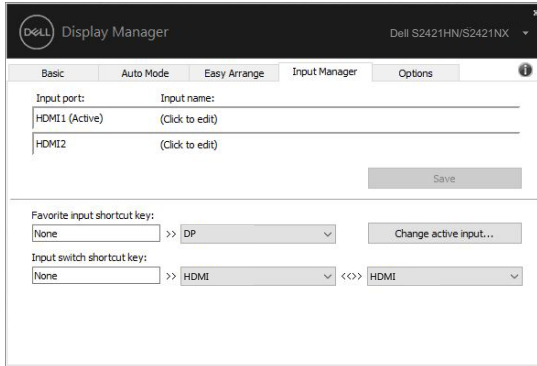 DELL Display Manager
Dell S2421HN/S2421NX
Basic Auto Mode Easy Arrange Input Manager Options
Input port: Input name:
HDMI1 (Active) (Click to edit)
HDMI2 (Click to edit)
Save
Favorite input shortcut key:
None >> DP Change active input...
Input switch shortcut key:
None >> HDMI <<>> HDMI